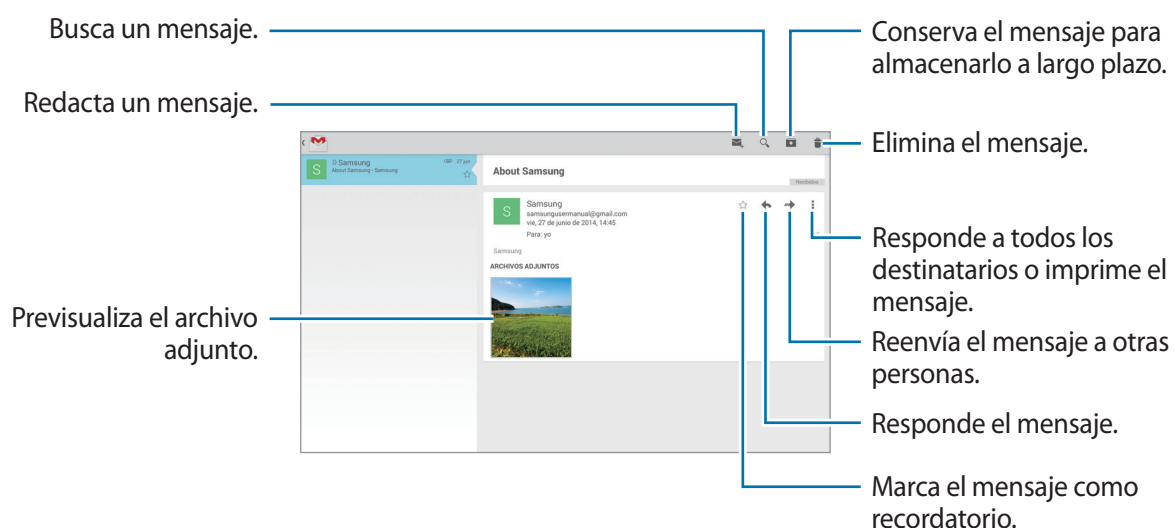 Busca un mensaje.
Redacta un mensaje.
Previsualiza el archivo
adjunto.
S
Samsung
27 jun
About Samsung - Samsung
About Samsung
Recibidos
S
Samsung
samsungusermanual@gmail.com
vie, 27 de junio de 2014, 14:45
Para: yo
Samsung
ARCHIVOS ADJUNTOS
Conserva el mensaje para
almacenarlo a largo plazo.
Elimina el mensaje.
Responde a todos los
destinatarios o imprime el
mensaje.
Reenvía el mensaje a otras
personas.
Responde el mensaje.
Marca el mensaje como
recordatorio.